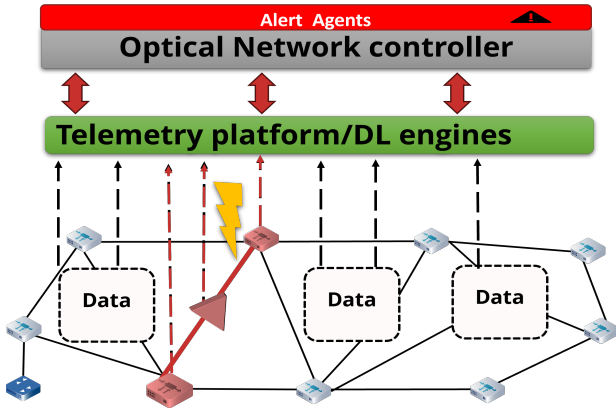 Alert Agents
Optical Network controller
Telemetry platform/DL engines
Data
Data
Data